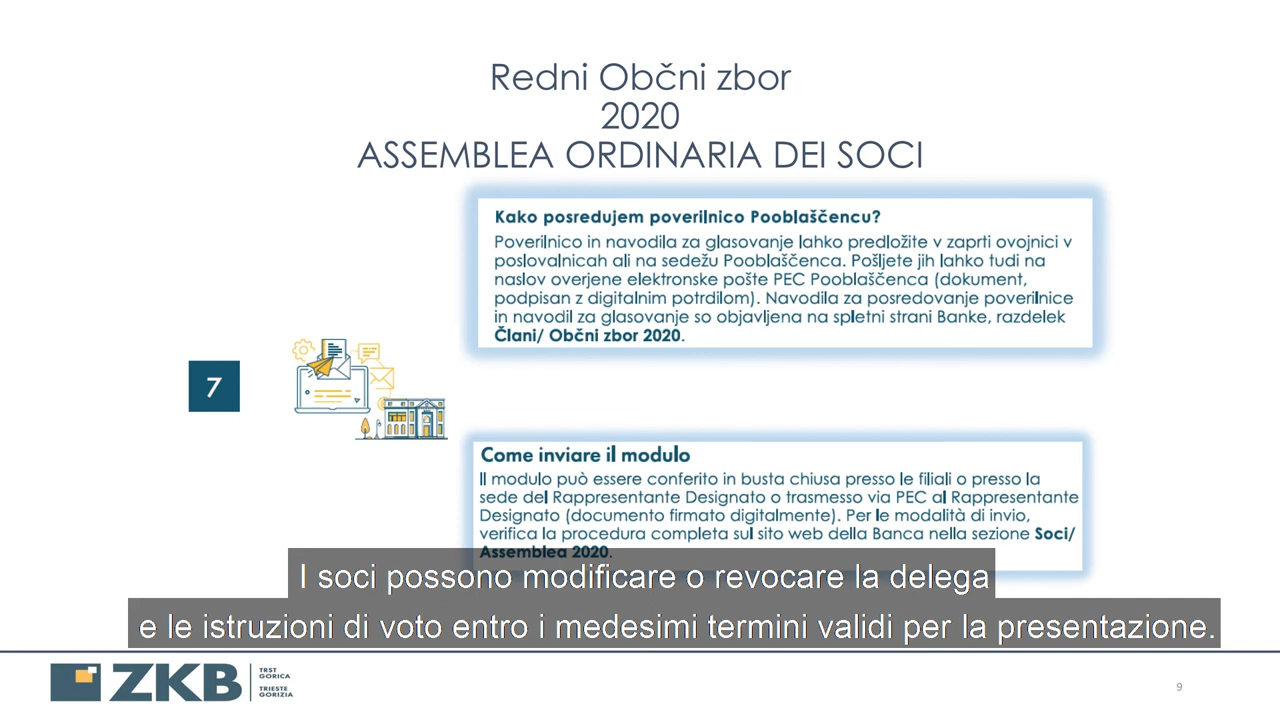 Redni Občni zbor
2020
ASSEMBLEA ORDINARIA DEI SOCI
Kako posredujem poverilnico Pooblaščencu?
Poverilnico in navodila za glasovanje lahko predložite v zaprti ovojnici v
poslovalnicah ali na sedežu Pooblaščenca. Pošljete jih lahko tudi na
naslov overjene elektronske pošte PEC Pooblaščenca (dokument,
podpisan z digitalnim potrdilom). Navodila za posredovanje poverilnice
in navodil za glasovanje so objavljena na spletni strani Banke, razdelek
Člani/ Občni zbor 2020.
7
Come inviare il modulo
Il modulo può essere conferito in busta chiusa presso le filiali o presso la
sede del Rappresentante Designato o trasmesso via PEC al Rappresentante
Designato (documento firmato digitalmente). Per le modalità di invio,
verifica la procedura completa sul sito web della Banca nella sezione Soci/
Assemblea 2020.
I soci possono modificare o revocare la delega
e le istruzioni di voto entro i medesimi termini validi per la presentazione.
ZKB
TRST
GORICA
TRIESTE
GORIZIA
9